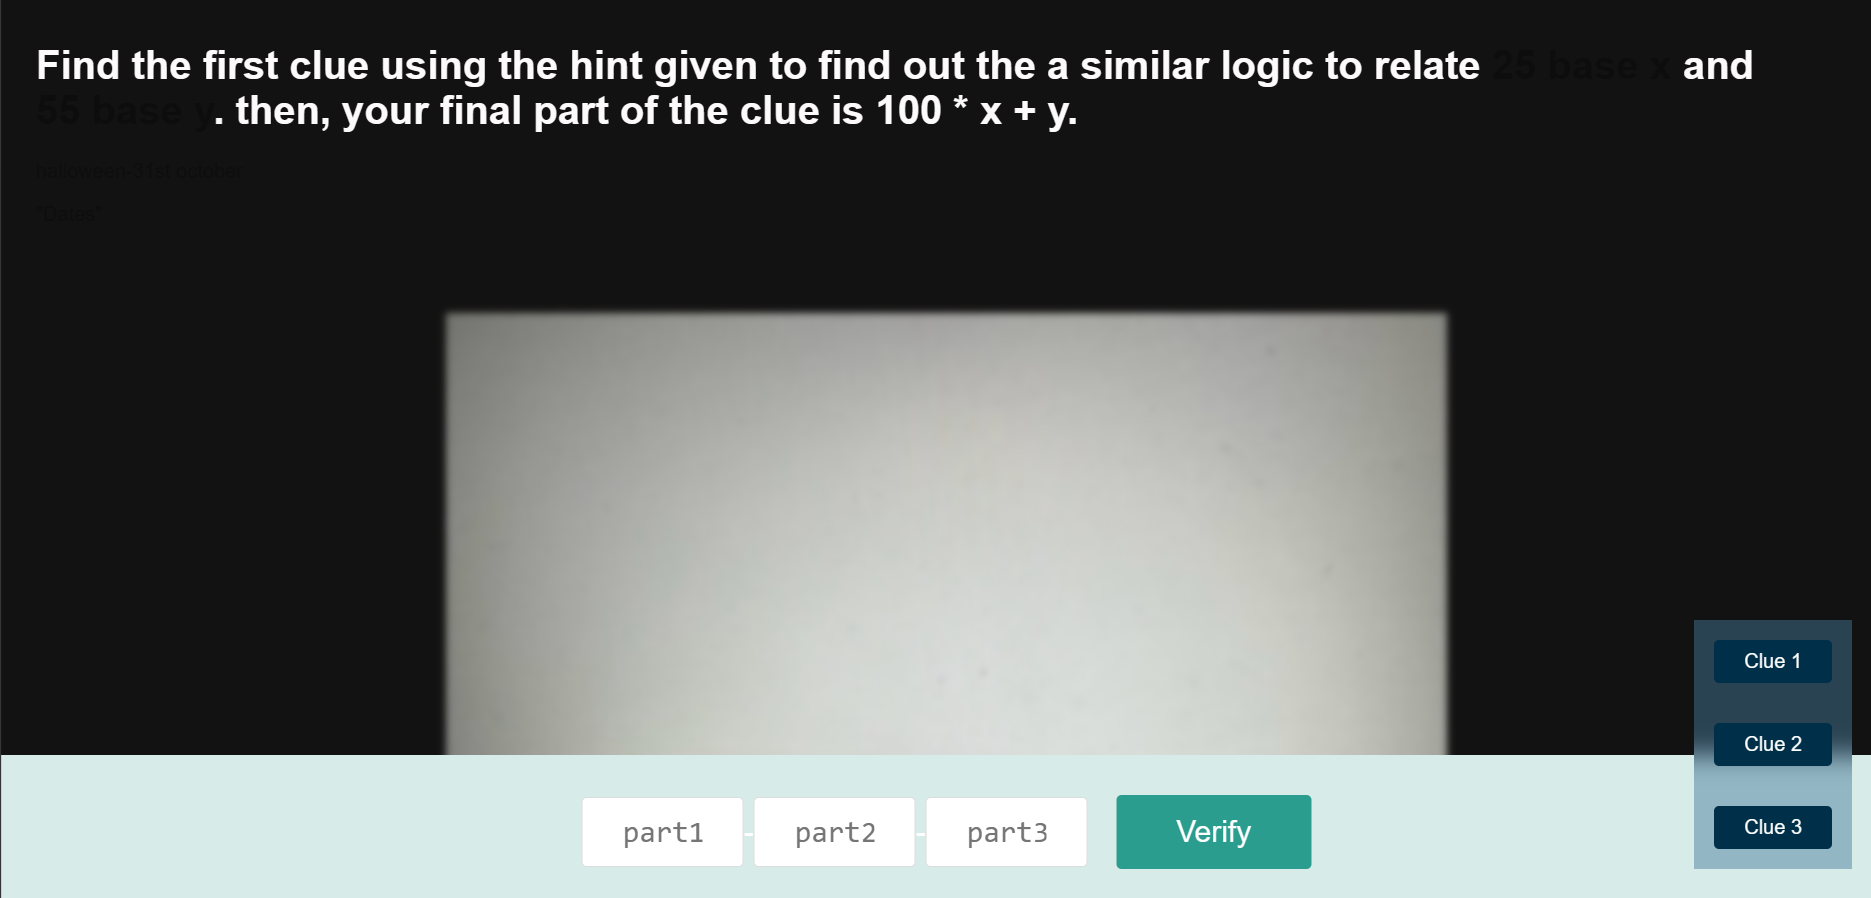 Find the first clue using the hint given to find out the a similar logic to relate 25 base x and
55 base y. then, your final part of the clue is 100 * x + y.
halloween-31st october
"Dates"
Clue 1
Clue 2
Clue 3
part1 - part2 - part3 Verify